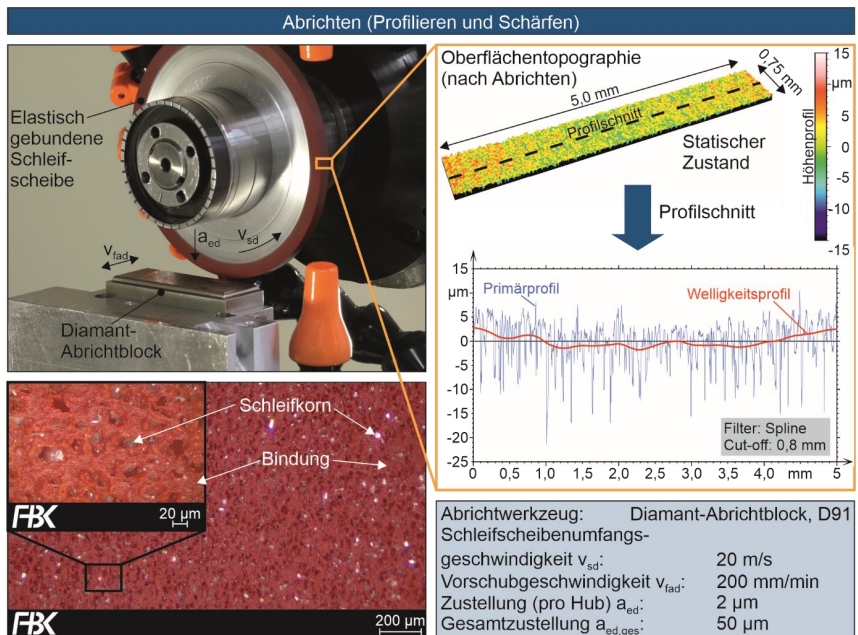 Abrichten (Profilieren und Schärfen)
Elastisch
gebundene
Schleif-
scheibe
a_ed
v_sd
v_fad
Diamant-
Abrichtblock
Oberflächentopographie
(nach Abrichten)
5,0 mm
0,75 mm
Profilschnitt
Statischer
Zustand
Höhenprofil
15
µm
5
0
-5
-10
-15
Profilschnitt
15
µm
5
0
-5
-10
-15
-20
-25
Primärprofil
Welligkeitsprofil
Filter: Spline
Cut-off: 0,8 mm
0 0,5 1,0 1,5 2,0 2,5 3,0 mm 4,0 5
Schleifkorn
Bindung
FBK
20 µm
FBK
200 µm
Abrichtwerkzeug: Diamant-Abrichtblock, D91
Schleifscheibenumfangs-
geschwindigkeit v_sd: 20 m/s
Vorschubgeschwindigkeit v_fad: 200 mm/min
Zustellung (pro Hub) a_ed: 2 µm
Gesamtzustellung a_ed,ges: 50 µm